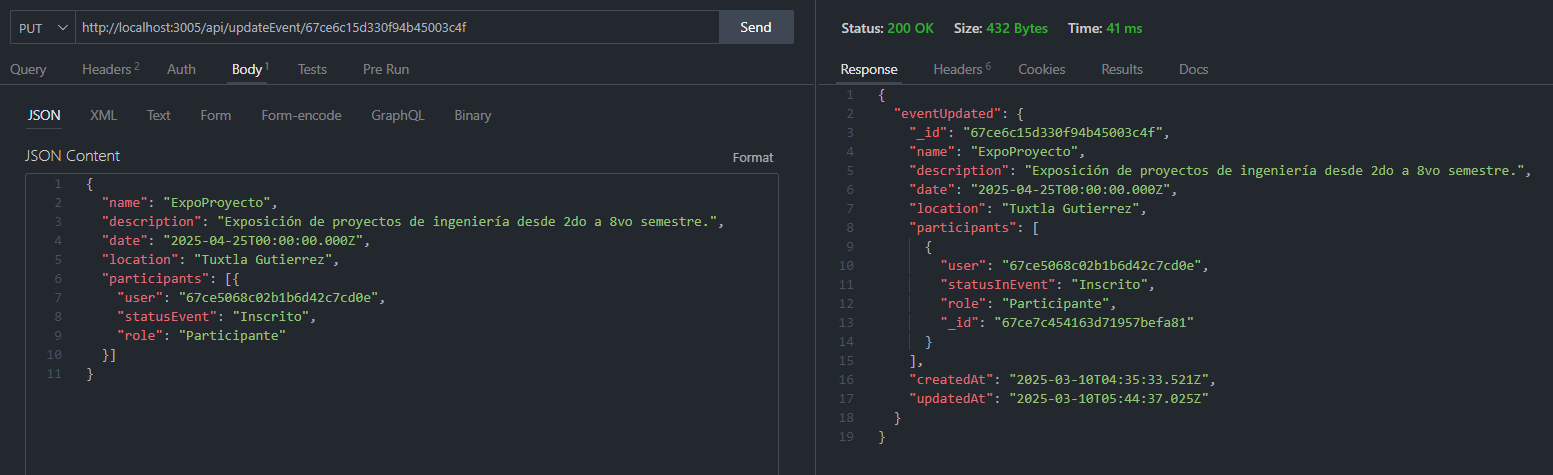 PUT http://localhost:3005/api/updateEvent/67ce6c15d330f94b45003c4f Send
Query Headers 2 Auth Body 1 Tests Pre Run
JSON XML Text Form Form-encode GraphQL Binary
JSON Content Format
1 {
2 "name": "ExpoProyecto",
3 "description": "Exposición de proyectos de ingeniería desde 2do a 8vo semestre.",
4 "date": "2025-04-25T00:00:00.000Z",
5 "location": "Tuxtla Gutierrez",
6 "participants": [{
7 "user": "67ce5068c02b1b6d42c7cd0e",
8 "statusEvent": "Inscrito",
9 "role": "Participante"
10 }]
11 }
Status: 200 OK Size: 432 Bytes Time: 41 ms
Response Headers 6 Cookies Results Docs
1 {
2 "eventUpdated": {
3 "_id": "67ce6c15d330f94b45003c4f",
4 "name": "ExpoProyecto",
5 "description": "Exposición de proyectos de ingeniería desde 2do a 8vo semestre.",
6 "date": "2025-04-25T00:00:00.000Z",
7 "location": "Tuxtla Gutierrez",
8 "participants": [
9 {
10 "user": "67ce5068c02b1b6d42c7cd0e",
11 "statusInEvent": "Inscrito",
12 "role": "Participante",
13 "_id": "67ce7c454163d71957befa81"
14 }
15 ],
16 "createdAt": "2025-03-10T04:35:33.521Z",
17 "updatedAt": "2025-03-10T05:44:37.025Z"
18 }
19 }